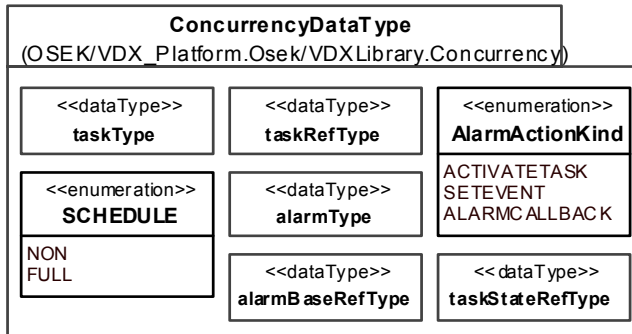 ConcurrencyDataType
(OSEK/VDX_Platform.Osek/VDXLibrary.Concurrency)
<<dataType>>
taskType
<<dataType>>
taskRefType
<<enumeration>>
AlarmActionKind
ACTIVATETASK
SETEVENT
ALARMCALLBACK
<<enumeration>>
SCHEDULE
NON
FULL
<<dataType>>
alarmType
<<dataType>>
alarmBaseRefType
<<dataType>>
taskStateRefType